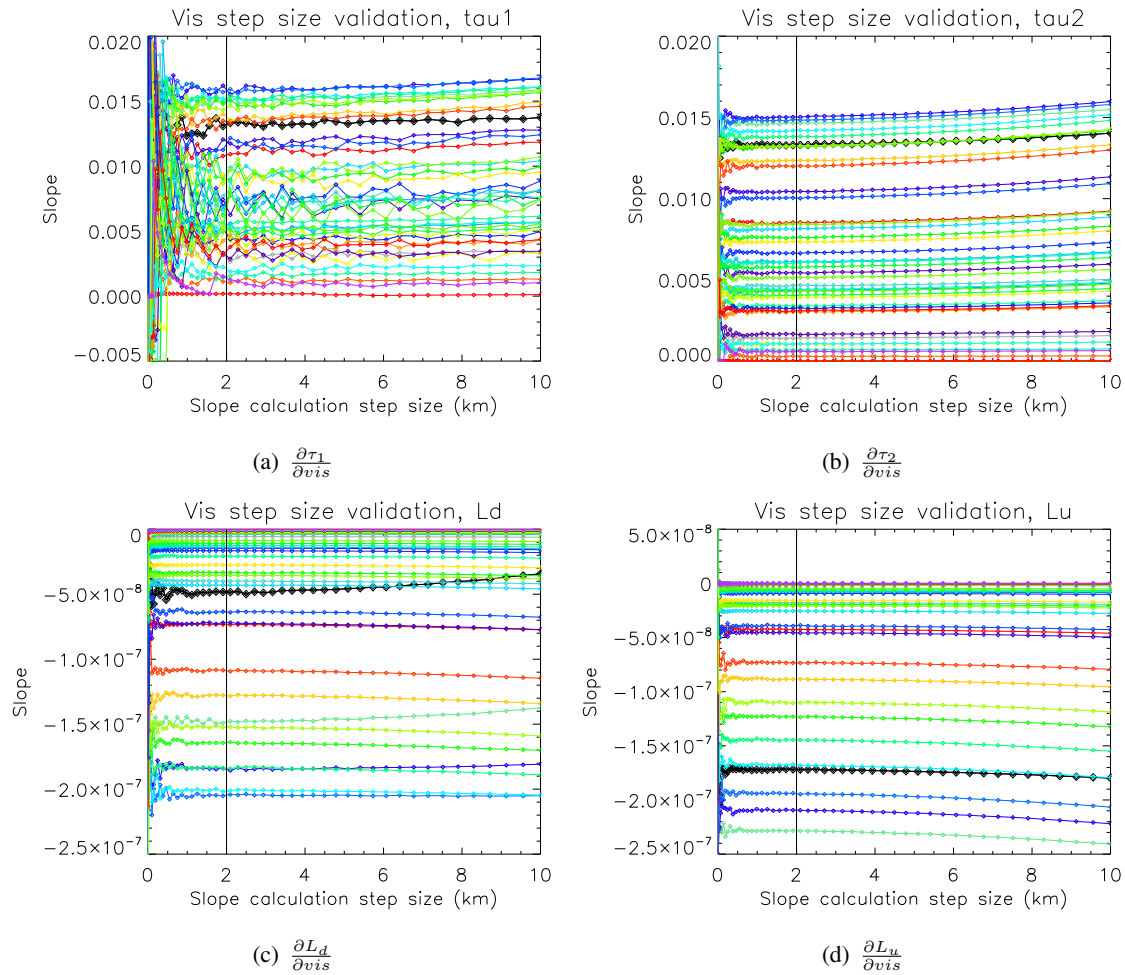 Vis step size validation, tau1
0.020
0.015
0.010
0.005
0.000
−0.005
Slope
0 2 4 6 8 10
Slope calculation step size (km)
(a) ∂τ₁/∂vis
Vis step size validation, tau2
0.020
0.015
0.010
0.005
0.000
Slope
0 2 4 6 8 10
Slope calculation step size (km)
(b) ∂τ₂/∂vis
Vis step size validation, Ld
0
−5.0×10⁻⁸
−1.0×10⁻⁷
−1.5×10⁻⁷
−2.0×10⁻⁷
−2.5×10⁻⁷
Slope
0 2 4 6 8 10
Slope calculation step size (km)
(c) ∂L_d/∂vis
Vis step size validation, Lu
5.0×10⁻⁸
0
−5.0×10⁻⁸
−1.0×10⁻⁷
−1.5×10⁻⁷
−2.0×10⁻⁷
−2.5×10⁻⁷
Slope
0 2 4 6 8 10
Slope calculation step size (km)
(d) ∂L_u/∂vis